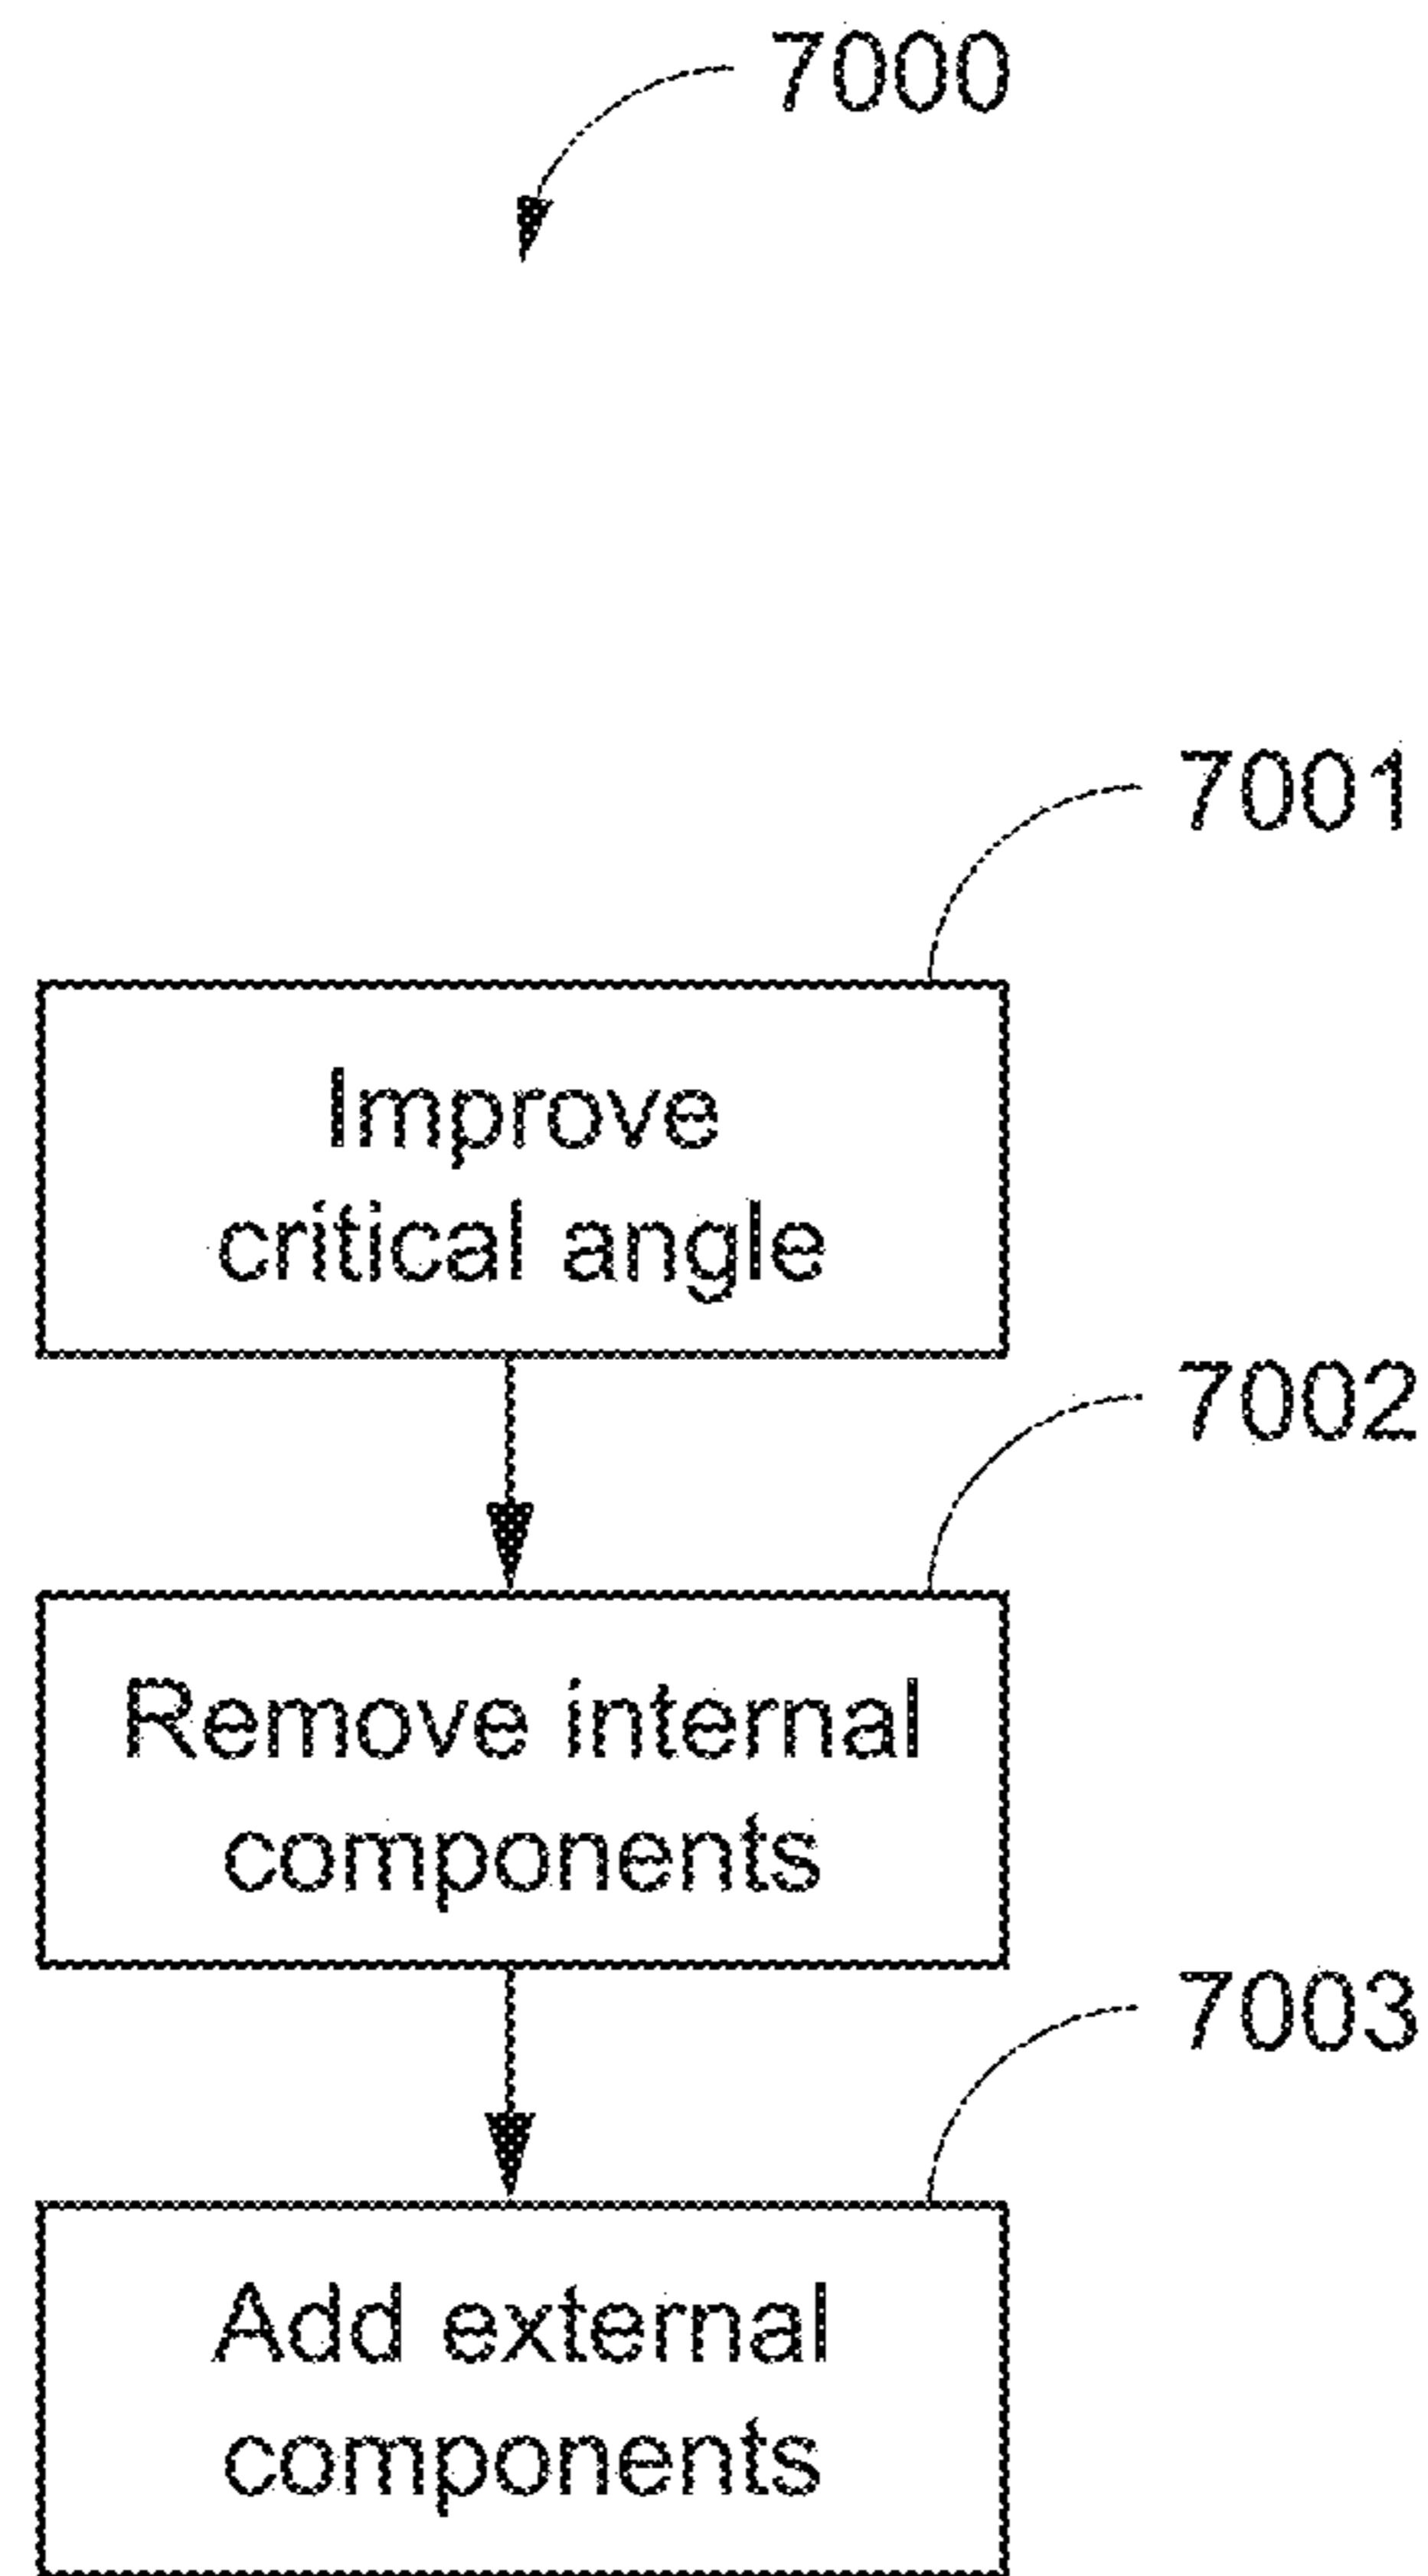 7000
7001
Improve
critical angle
7002
Remove internal
components
7003
Add external
components